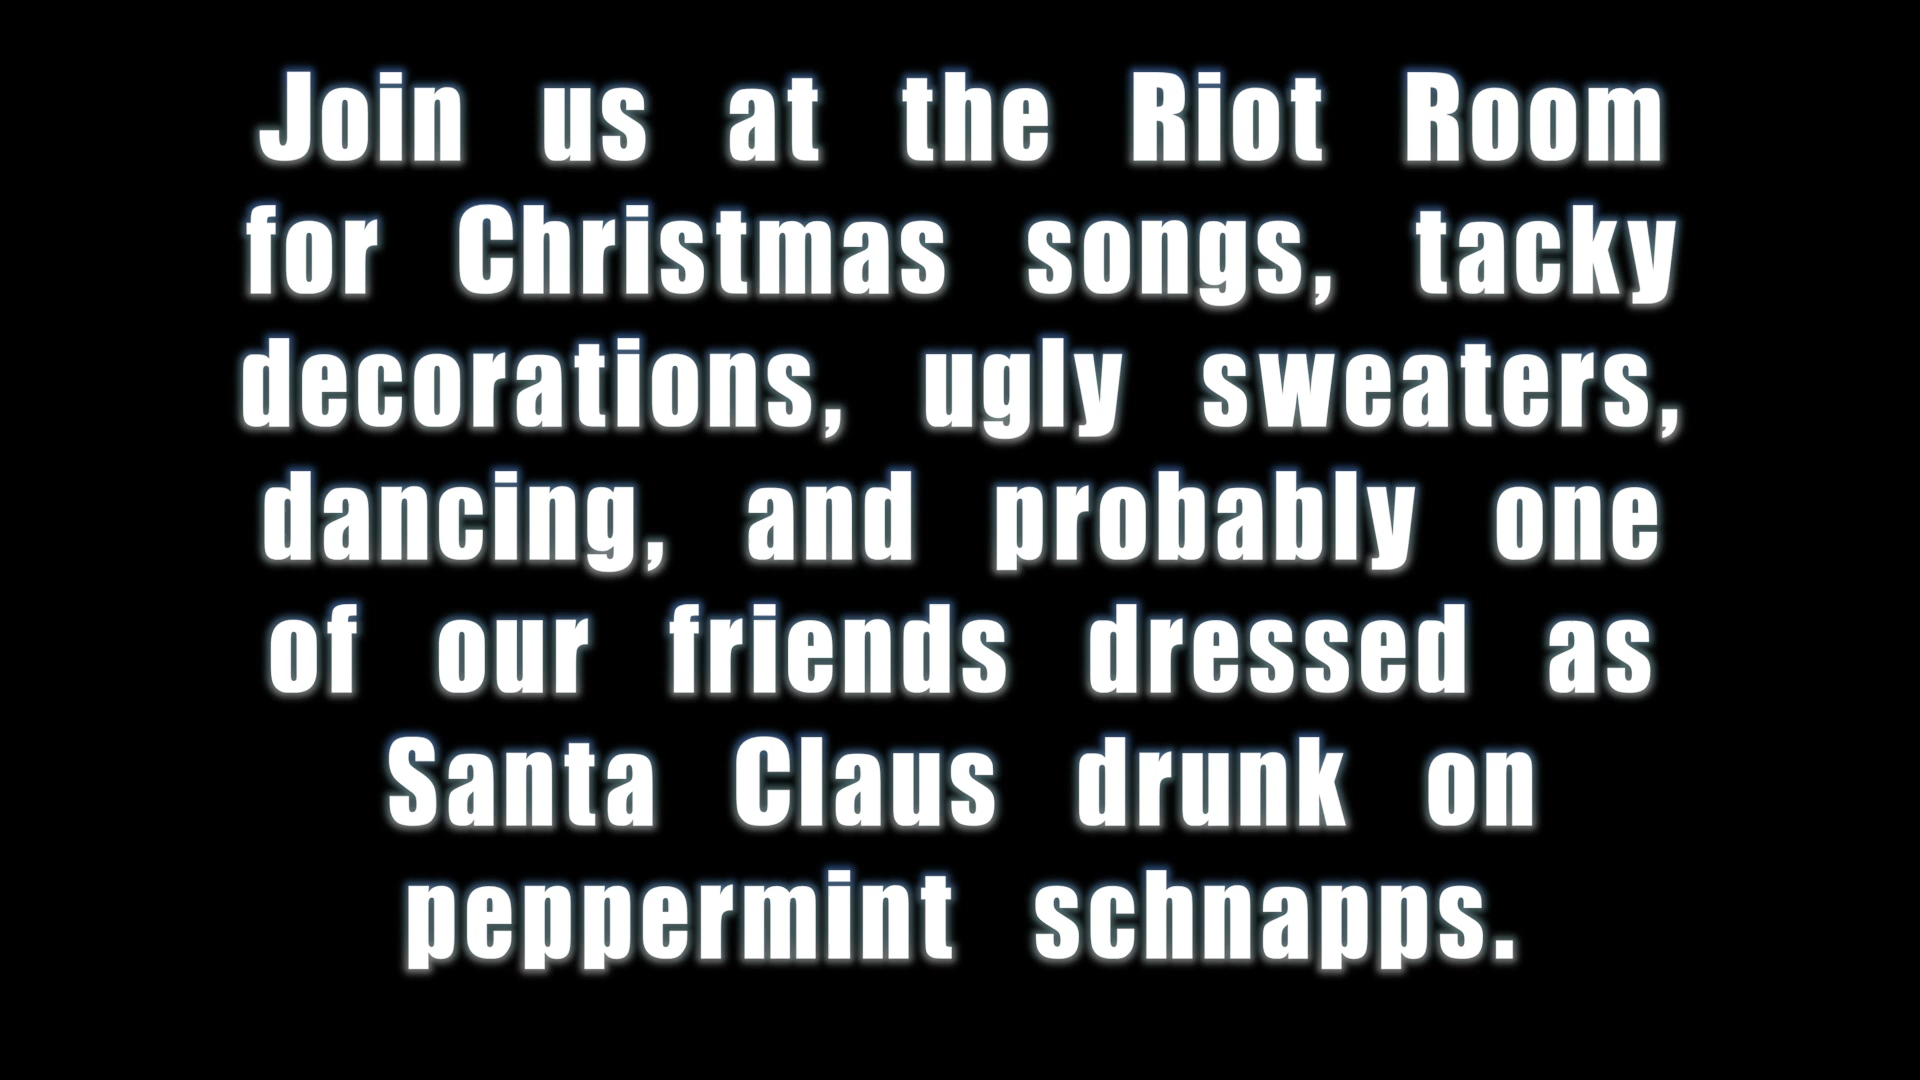 Join us at the Riot Room
for Christmas songs, tacky
decorations, ugly sweaters,
dancing, and probably one
of our friends dressed as
Santa Claus drunk on
peppermint schnapps.